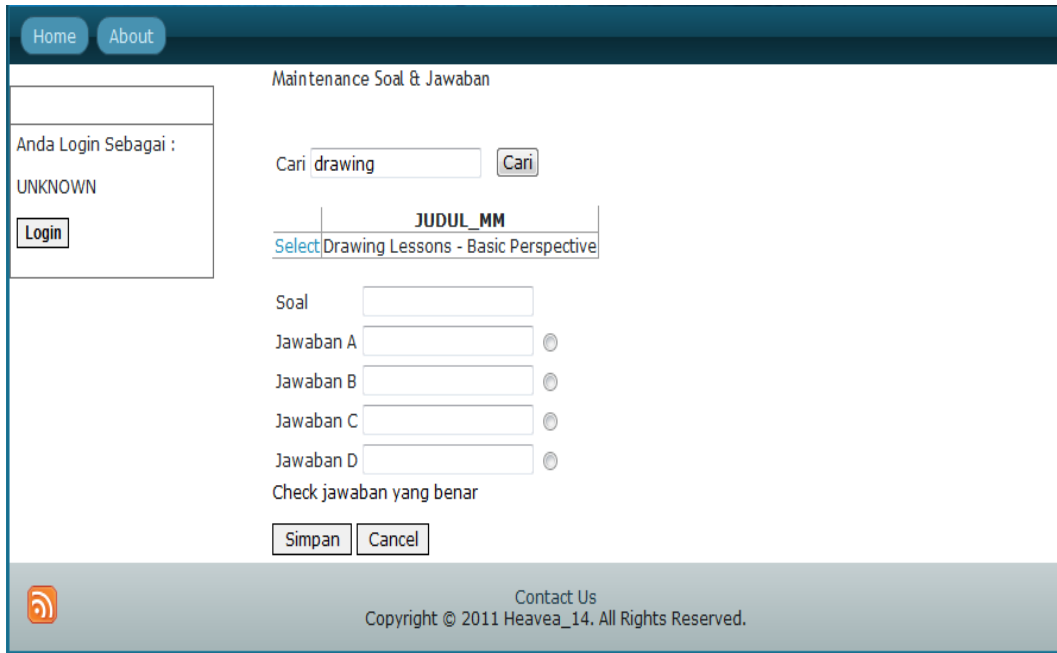 Home About
Maintenance Soal & Jawaban
Anda Login Sebagai :
UNKNOWN
Login
Cari drawing Cari
JUDUL_MM
Select Drawing Lessons - Basic Perspective
Soal
Jawaban A
Jawaban B
Jawaban C
Jawaban D
Check jawaban yang benar
Simpan Cancel
Contact Us
Copyright © 2011 Heavea_14. All Rights Reserved.